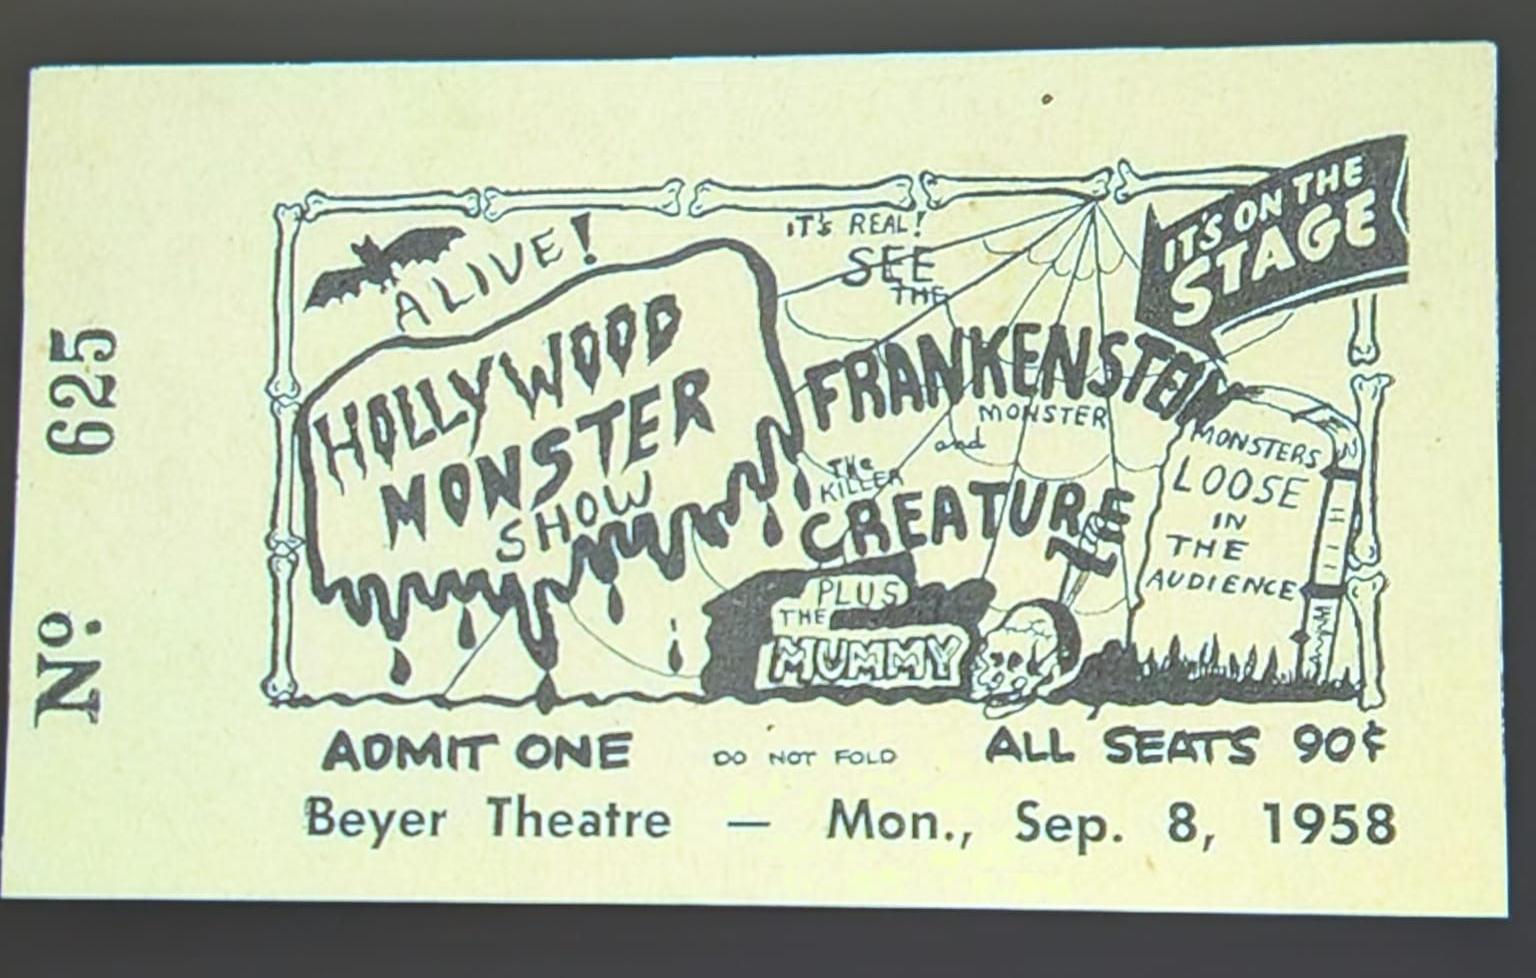 No. 625
ALIVE!
HOLLYWOOD
MONSTER
SHOW
IT'S REAL!
SEE
THE
FRANKENSTEIN
MONSTER
and
THE
KILLER
CREATURE
PLUS
THE
MUMMY
IT'S ON THE
STAGE
MONSTERS
LOOSE
IN
THE
AUDIENCE
ADMIT ONE DO NOT FOLD ALL SEATS 90¢
Beyer Theatre — Mon., Sep. 8, 1958